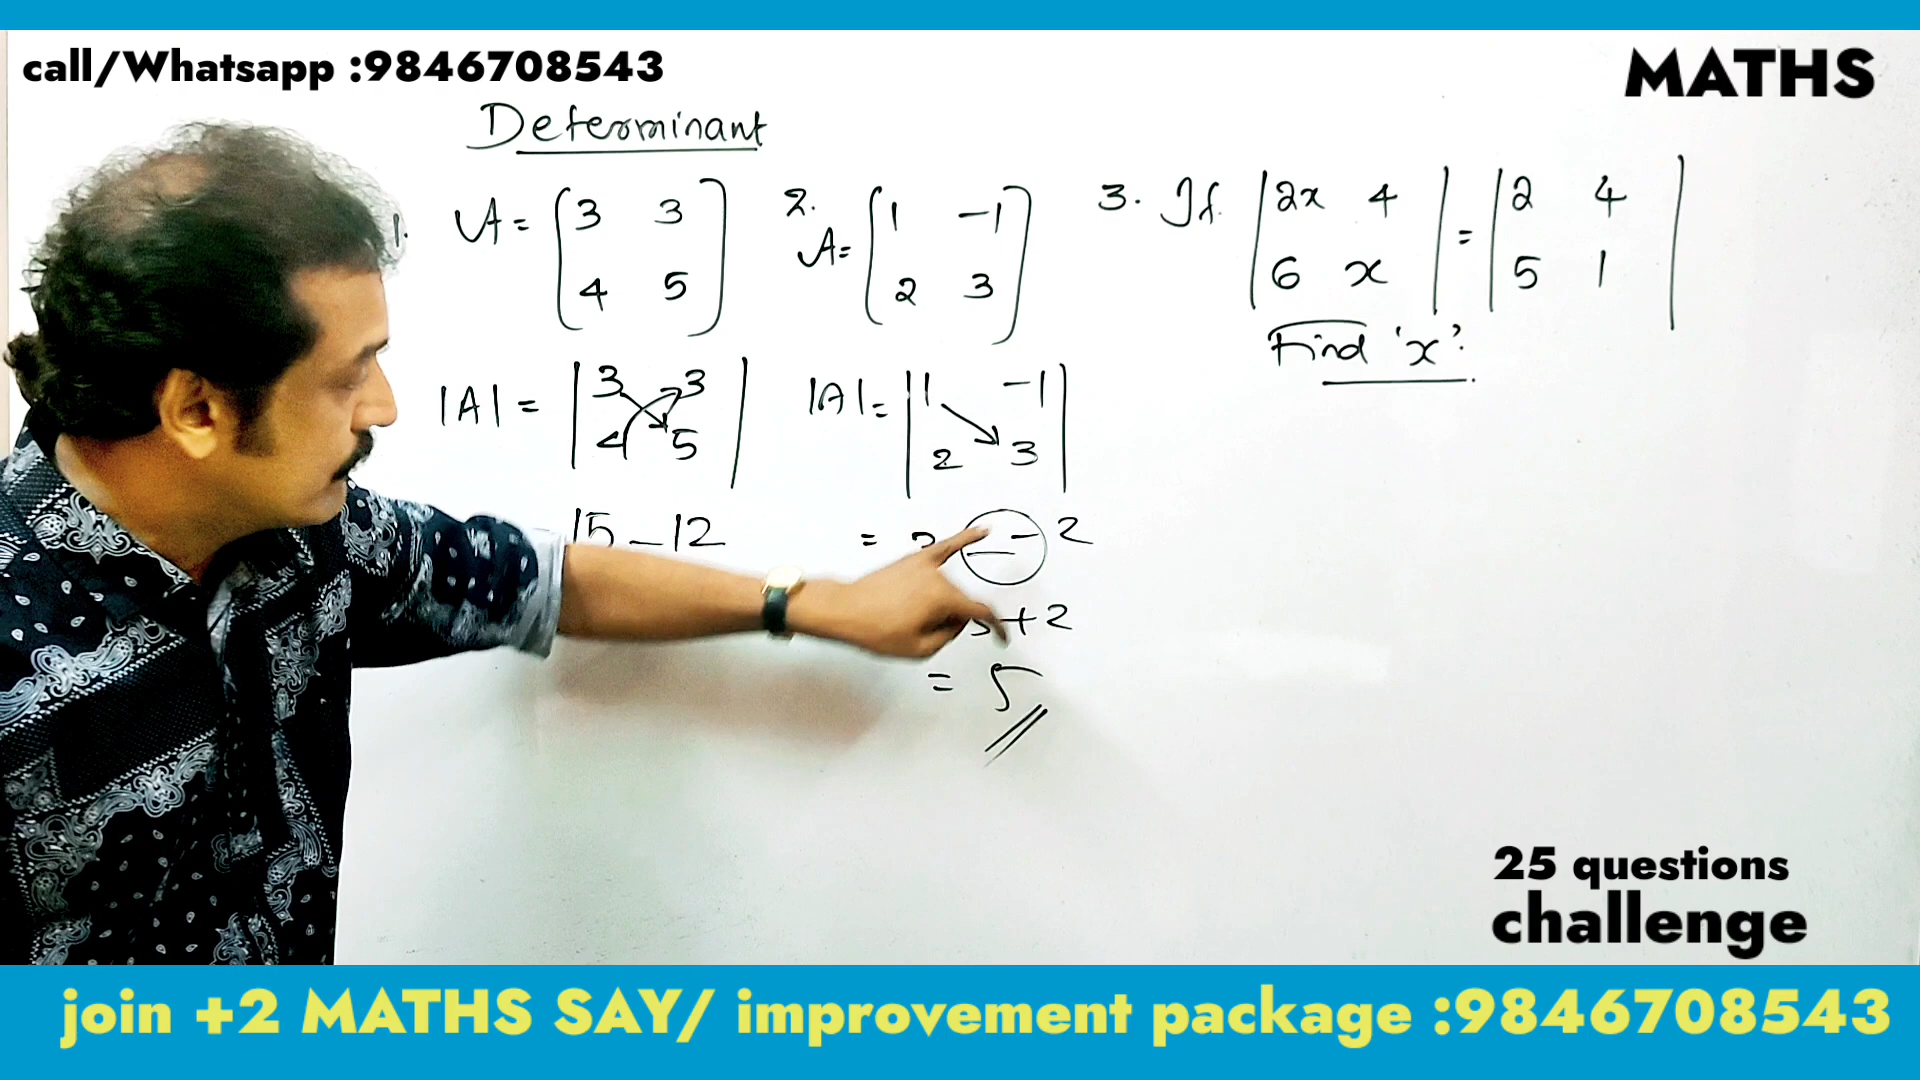 call/Whatsapp :9846708543
MATHS
Determinant
1. A = [3 3
4 5]
2. A = [1 -1
2 3]
3. If |2x 4
6 x| = |2 4
5 1|
Find 'x'?
|A| = |3 3
4 5|
15 - 12
|A| = |1 -1
2 3|
= - - 2
+ 2
= 5
25 questions
challenge
join +2 MATHS SAY/ improvement package :9846708543